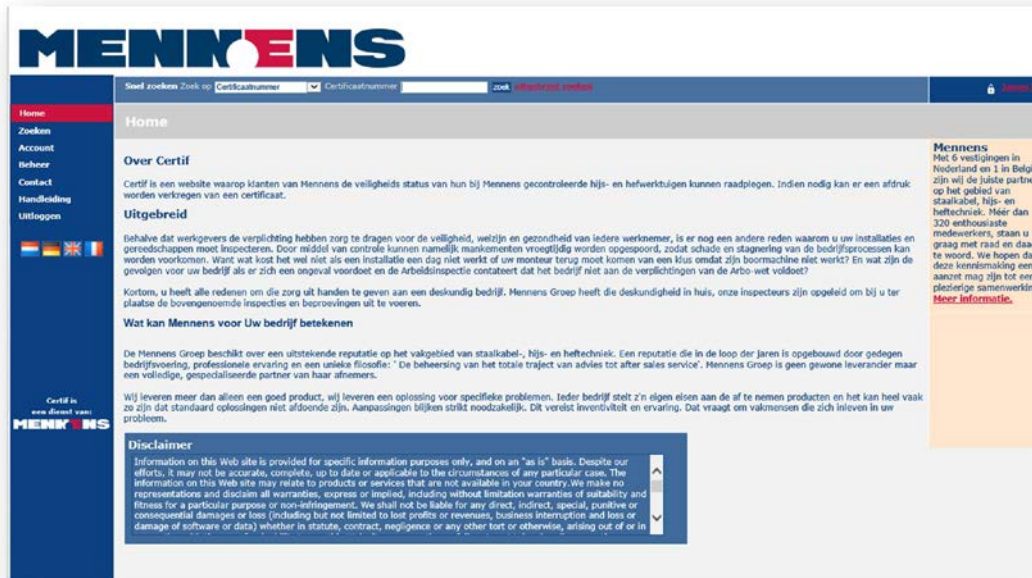 MENNENS
Snel zoeken Zoek op Certificaatnummer Certificaatnummer zoek uitgebreid zoeken
Home
Zoeken
Account
Beheer
Contact
Handleiding
Uitloggen
Certif is
een dienst van:
MENNENS
Home
Over Certif
Certif is een website waarop klanten van Mennens de veiligheids status van hun bij Mennens gecontroleerde hijs- en hefwerktuigen kunnen raadplegen. Indien nodig kan er een afdruk
worden verkregen van een certificaat.
Uitgebreid
Behalve dat werkgevers de verplichting hebben zorg te dragen voor de veiligheid, welzijn en gezondheid van iedere werknemer, is er nog een andere reden waarom u uw installaties en
gereedschappen moet inspecteren. Door middel van controle kunnen namelijk mankementen vroegtijdig worden opgespoord, zodat schade en stagnering van de bedrijfsprocessen kan
worden voorkomen. Want wat kost het wel niet als een installatie een dag niet werkt of uw monteur terug moet komen van een klus omdat zijn boormachine niet werkt? En wat zijn de
gevolgen voor uw bedrijf als er zich een ongeval voordoet en de Arbeidsinspectie contateert dat het bedrijf niet aan de verplichtingen van de Arbo-wet voldoet?
Kortom, u heeft alle redenen om die zorg uit handen te geven aan een deskundig bedrijf. Mennens Groep heeft die deskundigheid in huis, onze inspecteurs zijn opgeleid om bij u ter
plaatse de bovengenoemde inspecties en beproevingen uit te voeren.
Wat kan Mennens voor Uw bedrijf betekenen
De Mennens Groep beschikt over een uitstekende reputatie op het vakgebied van staalkabel-, hijs- en heftechniek. Een reputatie die in de loop der jaren is opgebouwd door gedegen
bedrijfsvoering, professionele ervaring en een unieke filosofie: ' De beheersing van het totale traject van advies tot after sales service'. Mennens Groep is geen gewone leverancier maar
een volledige, gespecialiseerde partner van haar afnemers.
Wij leveren meer dan alleen een goed product, wij leveren een oplossing voor specifieke problemen. Ieder bedrijf stelt z'n eigen eisen aan de af te nemen producten en het kan heel vaak
zo zijn dat standaard oplossingen niet afdoende zijn. Aanpassingen blijken strikt noodzakelijk. Dit vereist inventiviteit en ervaring. Dat vraagt om vakmensen die zich inleven in uw
probleem.
Disclaimer
Information on this Web site is provided for specific information purposes only, and on an "as is" basis. Despite our
efforts, it may not be accurate, complete, up to date or applicable to the circumstances of any particular case. The
information on this Web site may relate to products or services that are not available in your country.We make no
representations and disclaim all warranties, express or implied, including without limitation warranties of suitability and
fitness for a particular purpose or non-infringement. We shall not be liable for any direct, indirect, special, punitive or
consequential damages or loss (including but not limited to lost profits or revenues, business interruption and loss or
damage of software or data) whether in statute, contract, negligence or any other tort or otherwise, arising out of or in
Mennens
Met 6 vestigingen in
Nederland en 1 in Belgi
zijn wij de juiste partne
op het gebied van
staalkabel, hijs- en
heftechniek. Méér dan
320 enthousiaste
medewerkers, staan u
graag met raad en daa
te woord. We hopen da
deze kennismaking een
aanzet mag zijn tot een
plezierige samenwerkin
Meer informatie.